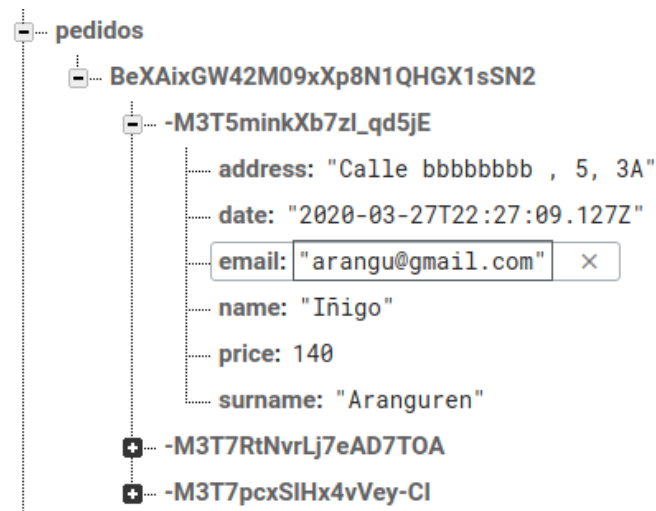 pedidos
BeXAixGW42M09xXp8N1QHGX1sSN2
-M3T5minkXb7zl_qd5jE
address: "Calle bbbbbbbb , 5, 3A"
date: "2020-03-27T22:27:09.127Z"
email: "arangu@gmail.com" ×
name: "Iñigo"
price: 140
surname: "Aranguren"
-M3T7RtNvrLj7eAD7TOA
-M3T7pcxSlHx4vVey-Cl